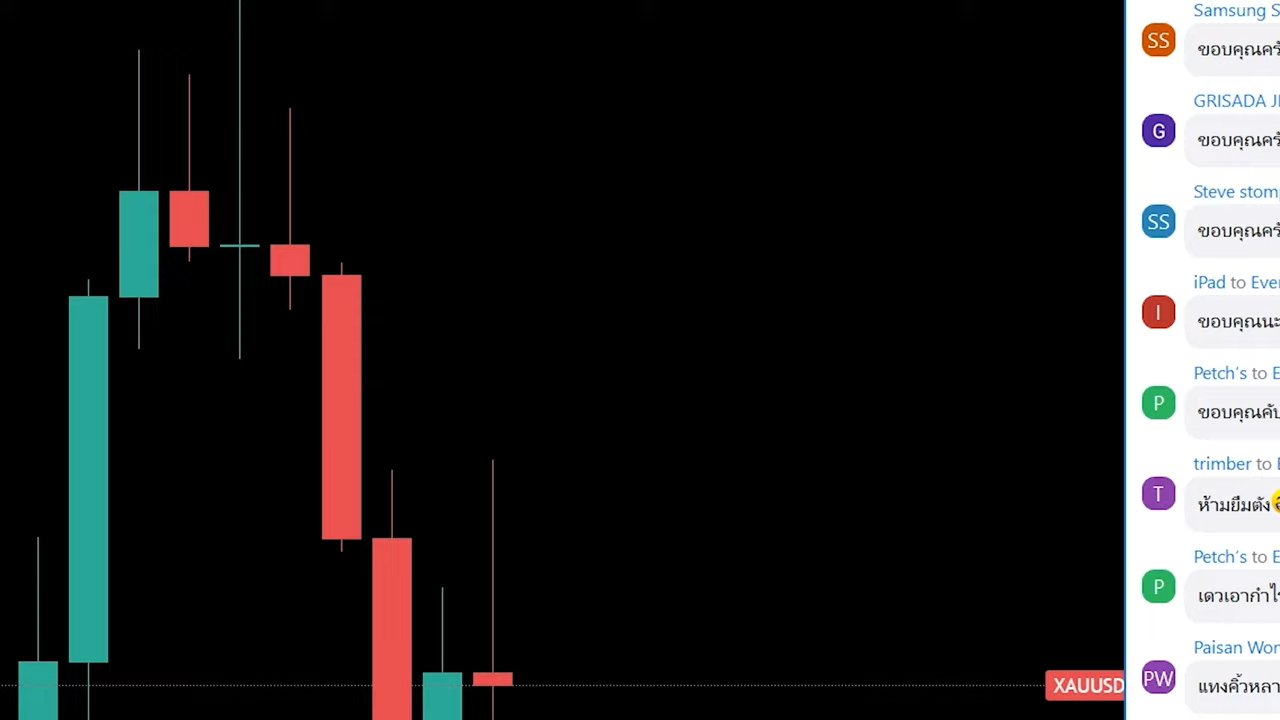 Samsung S
SS
ขอบคุณคร
GRISADA
G
ขอบคุณคร
Steve stom
SS
ขอบคุณคร
iPad to Ever
I
ขอบคุณนะ
Petch's to E
P
ขอบคุณคับ
trimber to E
T
ห้ามยืมตัง
Petch's to E
P
เดวเอากำไร
Paisan Won
PW
แทงคิ้วหลา
XAUUSD